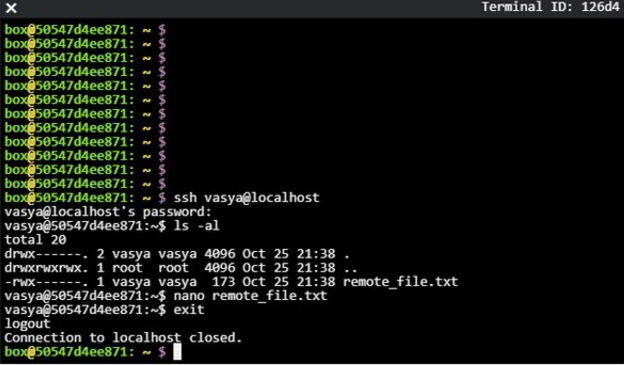 × Terminal ID: 126d4
box@50547d4ee871: ~ $
box@50547d4ee871: ~ $
box@50547d4ee871: ~ $
box@50547d4ee871: ~ $
box@50547d4ee871: ~ $
box@50547d4ee871: ~ $
box@50547d4ee871: ~ $
box@50547d4ee871: ~ $
box@50547d4ee871: ~ $
box@50547d4ee871: ~ $
box@50547d4ee871: ~ $
box@50547d4ee871: ~ $
box@50547d4ee871: ~ $ ssh vasya@localhost
vasya@localhost's password:
vasya@50547d4ee871:~$ ls -al
total 20
drwx------. 2 vasya vasya 4096 Oct 25 21:38 .
drwxrwxrwx. 1 root  root  4096 Oct 25 21:38 ..
-rwx------. 1 vasya vasya  173 Oct 25 21:38 remote_file.txt
vasya@50547d4ee871:~$ nano remote_file.txt
vasya@50547d4ee871:~$ exit
logout
Connection to localhost closed.
box@50547d4ee871: ~ $